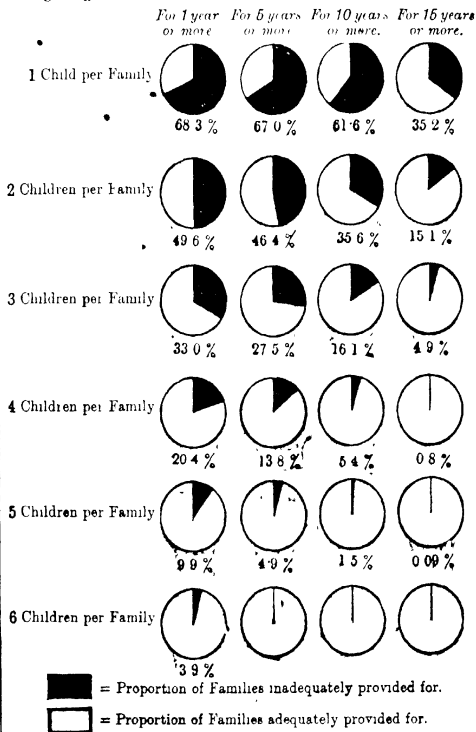 For 1 year For 5 years For 10 years For 15 years
or more or more or more. or more.
1 Child per Family
68 3 % 67 0 % 61·6 % 35 2 %
2 Children per Family
49 6 % 46 4 % 35 6 % 15 1 %
3 Children per Family
33 0 % 27 5 % 16 1 % 4 9 %
4 Children per Family
20 4 % 13 8 % 5 4 % 0 8 %
5 Children per Family
9 9 % 4·9 % 1 5 % 0 09 %
6 Children per Family
3 9 %
= Proportion of Families inadequately provided for.
= Proportion of Families adequately provided for.